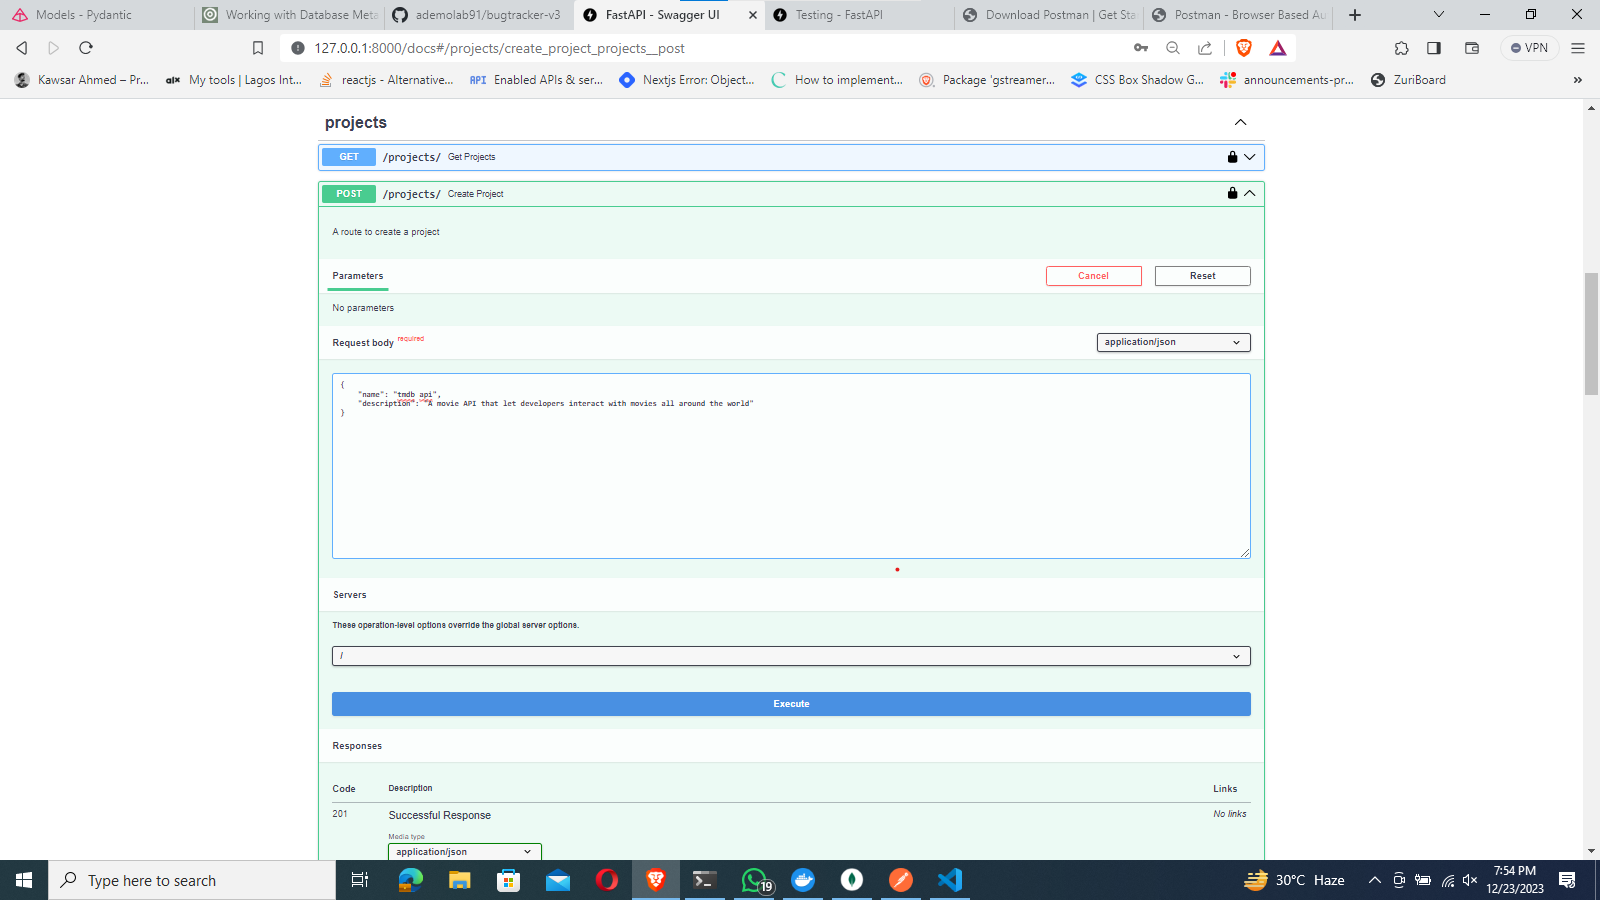 Models - Pydantic
Working with Database Meta
ademolab91/bugtracker-v3
FastAPI - Swagger UI
Testing - FastAPI
Download Postman | Get Sta
Postman - Browser Based Au
127.0.0.1:8000/docs#/projects/create_project_projects__post
VPN
Kawsar Ahmed – Pr...
alx My tools | Lagos Int...
reactjs - Alternative...
API Enabled APIs & ser...
Nextjs Error: Object...
How to implement...
Package 'gstreamer...
CSS Box Shadow G...
announcements-pr...
ZuriBoard
»
projects
GET /projects/ Get Projects
POST /projects/ Create Project
A route to create a project
Parameters
Cancel
Reset
No parameters
Request body required
application/json
{
"name": "tmdb api",
"description": "A movie API that let developers interact with movies all around the world"
}
Servers
These operation-level options override the global server options.
/
Execute
Responses
Code Description Links
201 Successful Response No links
Media type
application/json
Type here to search
19
30°C Haze
7:54 PM
12/23/2023